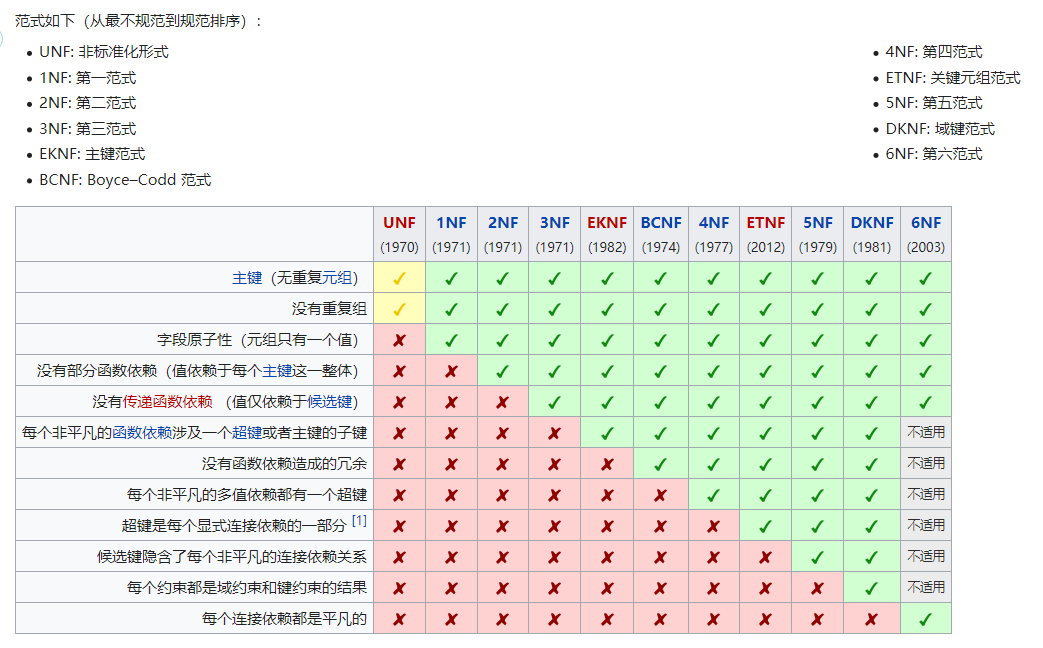 范式如下（从最不规范到规范排序）：
UNF: 非标准化形式
1NF: 第一范式
2NF: 第二范式
3NF: 第三范式
EKNF: 主键范式
BCNF: Boyce–Codd 范式
4NF: 第四范式
ETNF: 关键元组范式
5NF: 第五范式
DKNF: 域键范式
6NF: 第六范式
UNF 1NF 2NF 3NF EKNF BCNF 4NF ETNF 5NF DKNF 6NF
(1970) (1971) (1971) (1971) (1982) (1974) (1977) (2012) (1979) (1981) (2003)
主键（无重复元组） ✓ ✓ ✓ ✓ ✓ ✓ ✓ ✓ ✓ ✓ ✓
没有重复组 ✓ ✓ ✓ ✓ ✓ ✓ ✓ ✓ ✓ ✓ ✓
字段原子性（元组只有一个值） ✘ ✓ ✓ ✓ ✓ ✓ ✓ ✓ ✓ ✓ ✓
没有部分函数依赖（值依赖于每个主键这一整体） ✘ ✘ ✓ ✓ ✓ ✓ ✓ ✓ ✓ ✓ ✓
没有传递函数依赖 （值仅依赖于候选键） ✘ ✘ ✘ ✓ ✓ ✓ ✓ ✓ ✓ ✓ ✓
每个非平凡的函数依赖涉及一个超键或者主键的子键 ✘ ✘ ✘ ✘ ✓ ✓ ✓ ✓ ✓ ✓ 不适用
没有函数依赖造成的冗余 ✘ ✘ ✘ ✘ ✘ ✓ ✓ ✓ ✓ ✓ 不适用
每个非平凡的多值依赖都有一个超键 ✘ ✘ ✘ ✘ ✘ ✘ ✓ ✓ ✓ ✓ 不适用
超键是每个显式连接依赖的一部分 [1] ✘ ✘ ✘ ✘ ✘ ✘ ✘ ✓ ✓ ✓ 不适用
候选键隐含了每个非平凡的连接依赖关系 ✘ ✘ ✘ ✘ ✘ ✘ ✘ ✘ ✓ ✓ 不适用
每个约束都是域约束和键约束的结果 ✘ ✘ ✘ ✘ ✘ ✘ ✘ ✘ ✘ ✓ 不适用
每个连接依赖都是平凡的 ✘ ✘ ✘ ✘ ✘ ✘ ✘ ✘ ✘ ✘ ✓